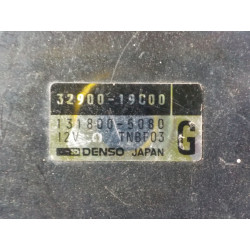 32900-19C00
131800-5080
12V TN8F03
G
DENSO JAPAN